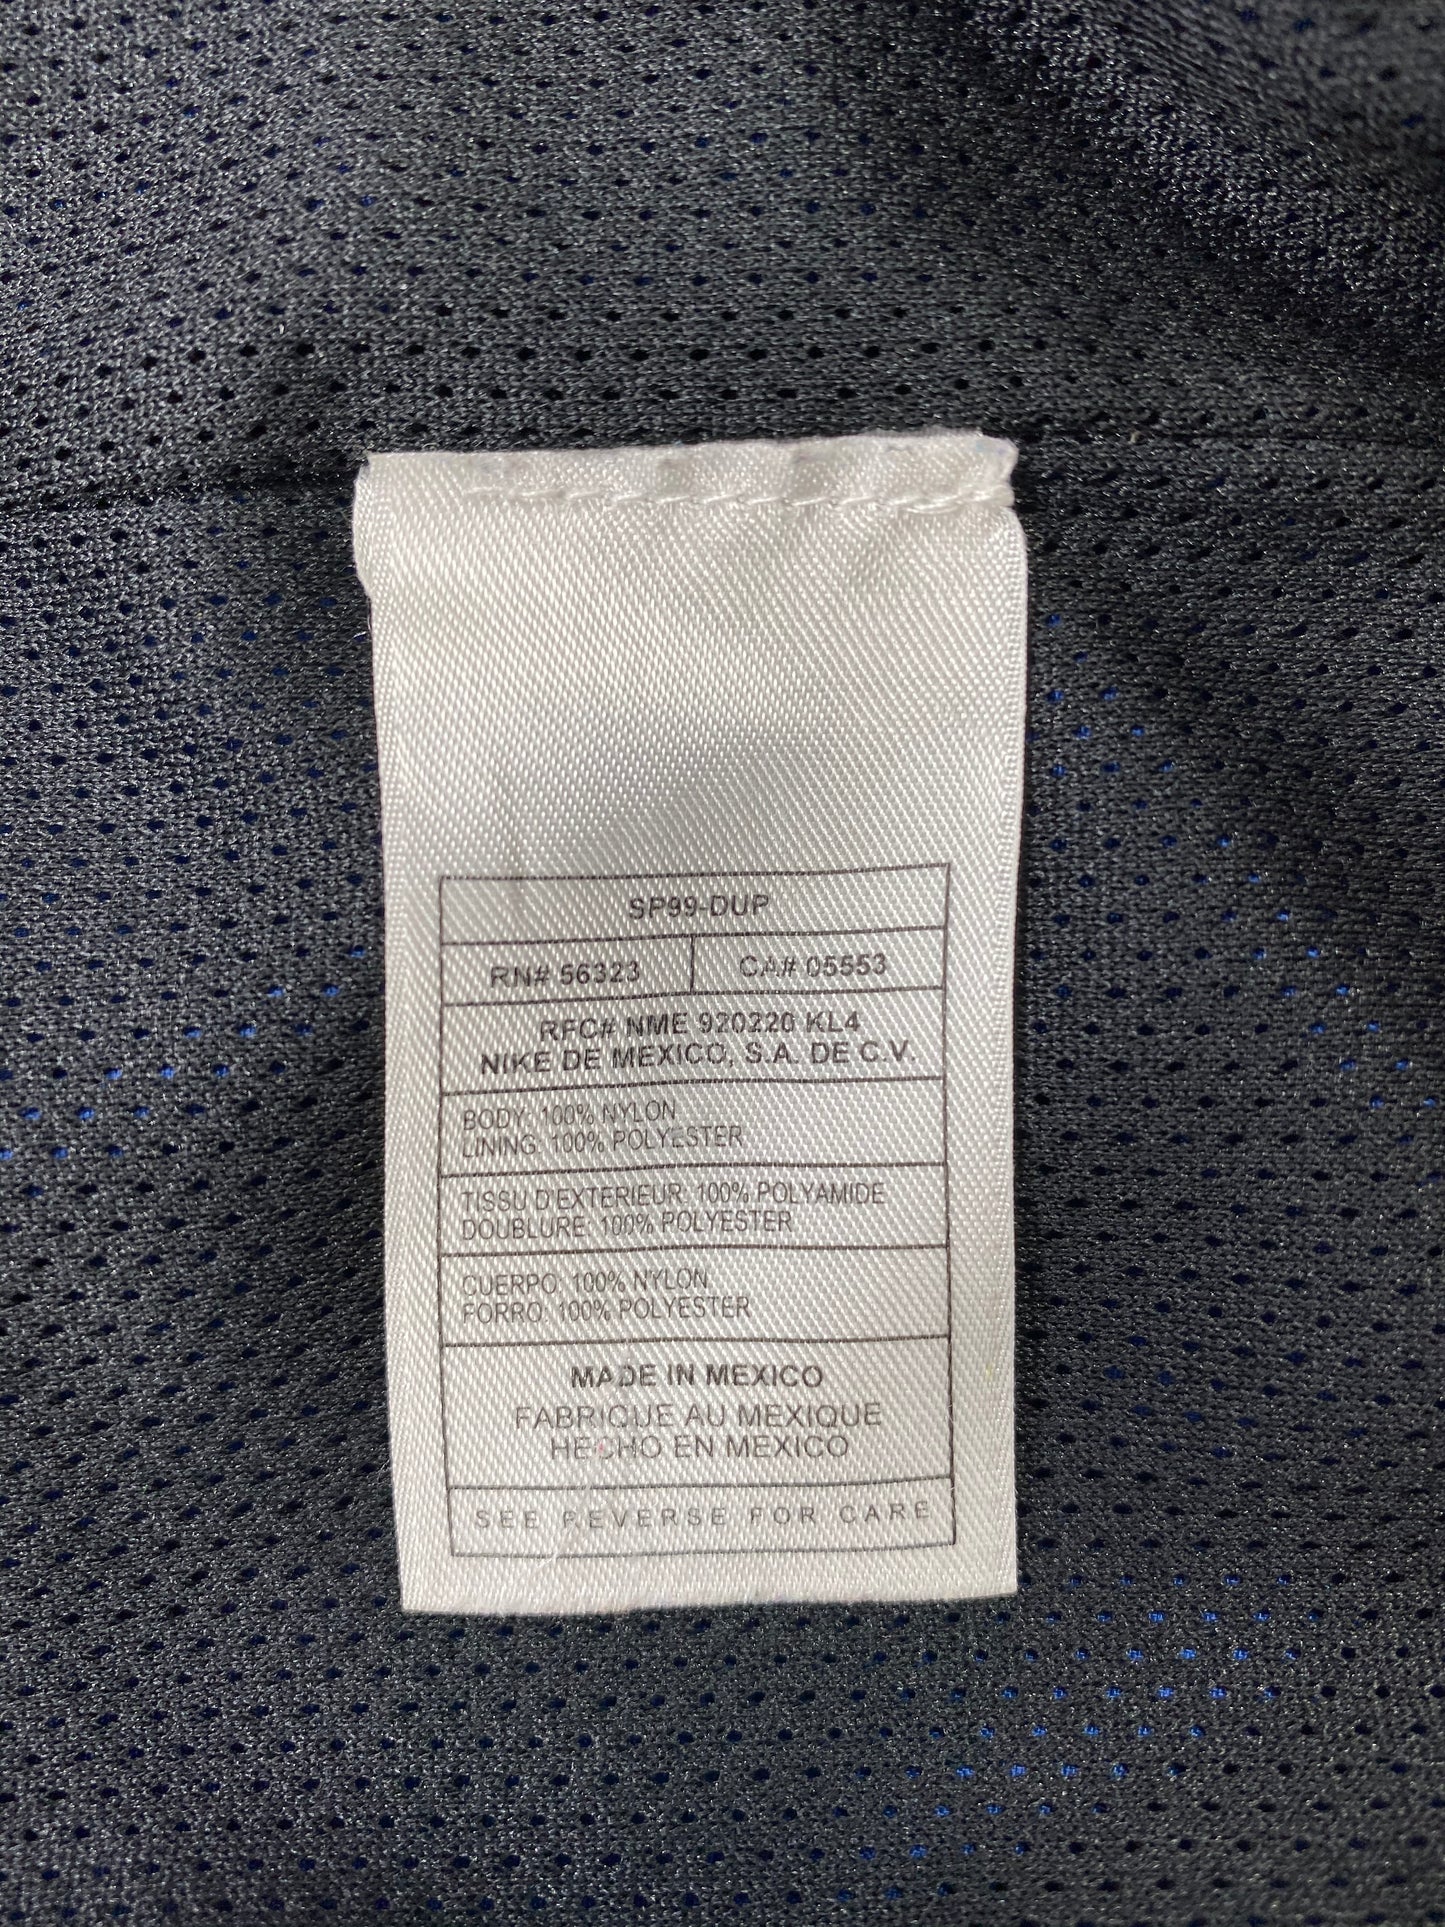 SP99-DUP
RN# 56323 CA# 05553
RFC# NME 920220 KL4
NIKE DE MEXICO, S.A. DE C.V.
BODY: 100% NYLON
LINING: 100% POLYESTER
TISSU D'EXTERIEUR: 100% POLYAMIDE
DOUBLURE: 100% POLYESTER
CUERPO: 100% NYLON
FORRO: 100% POLYESTER
MADE IN MEXICO
FABRIQUE AU MEXIQUE
HECHO EN MEXICO
SEE REVERSE FOR CARE